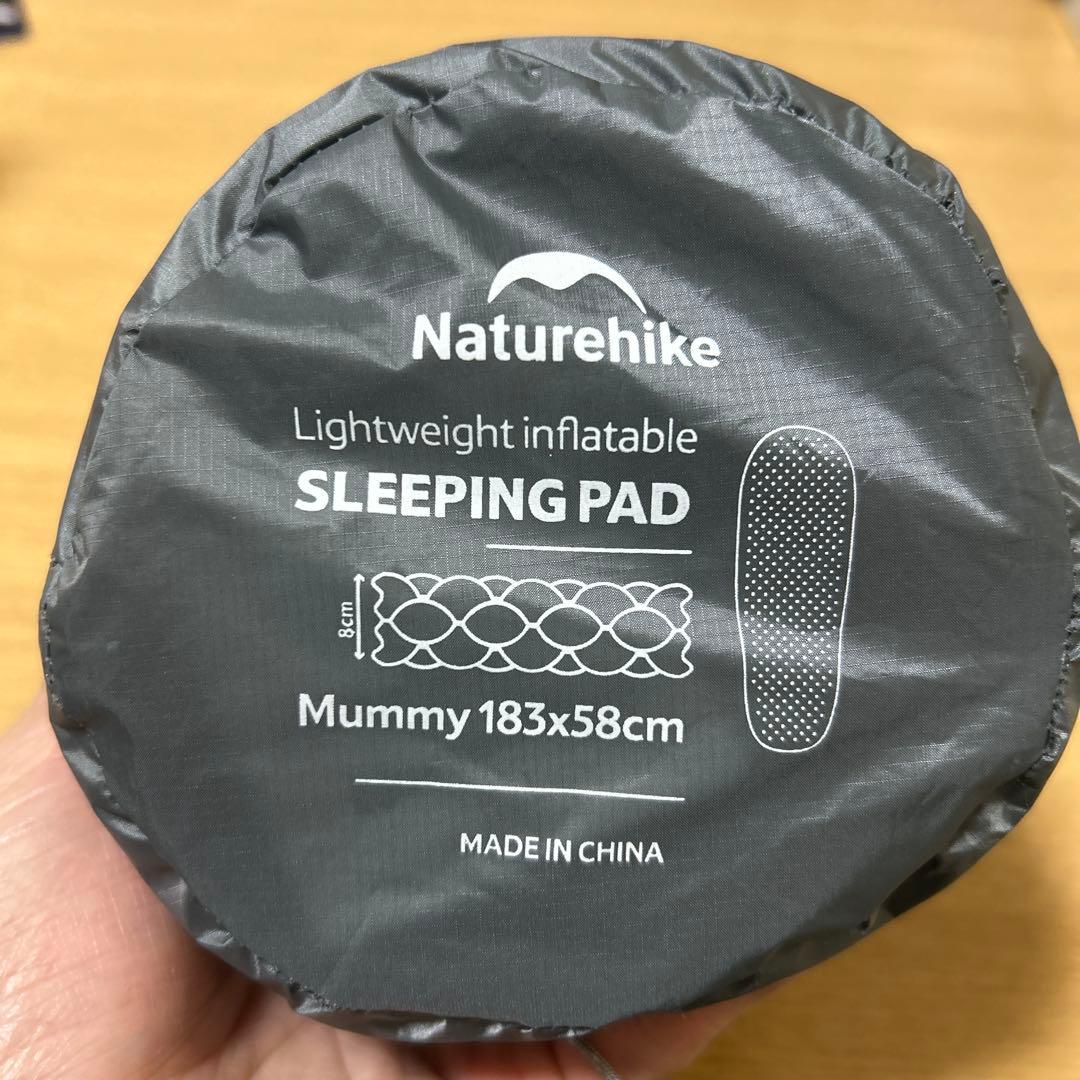 Naturehike
Lightweight inflatable
SLEEPING PAD
8cm
Mummy 183x58cm
MADE IN CHINA